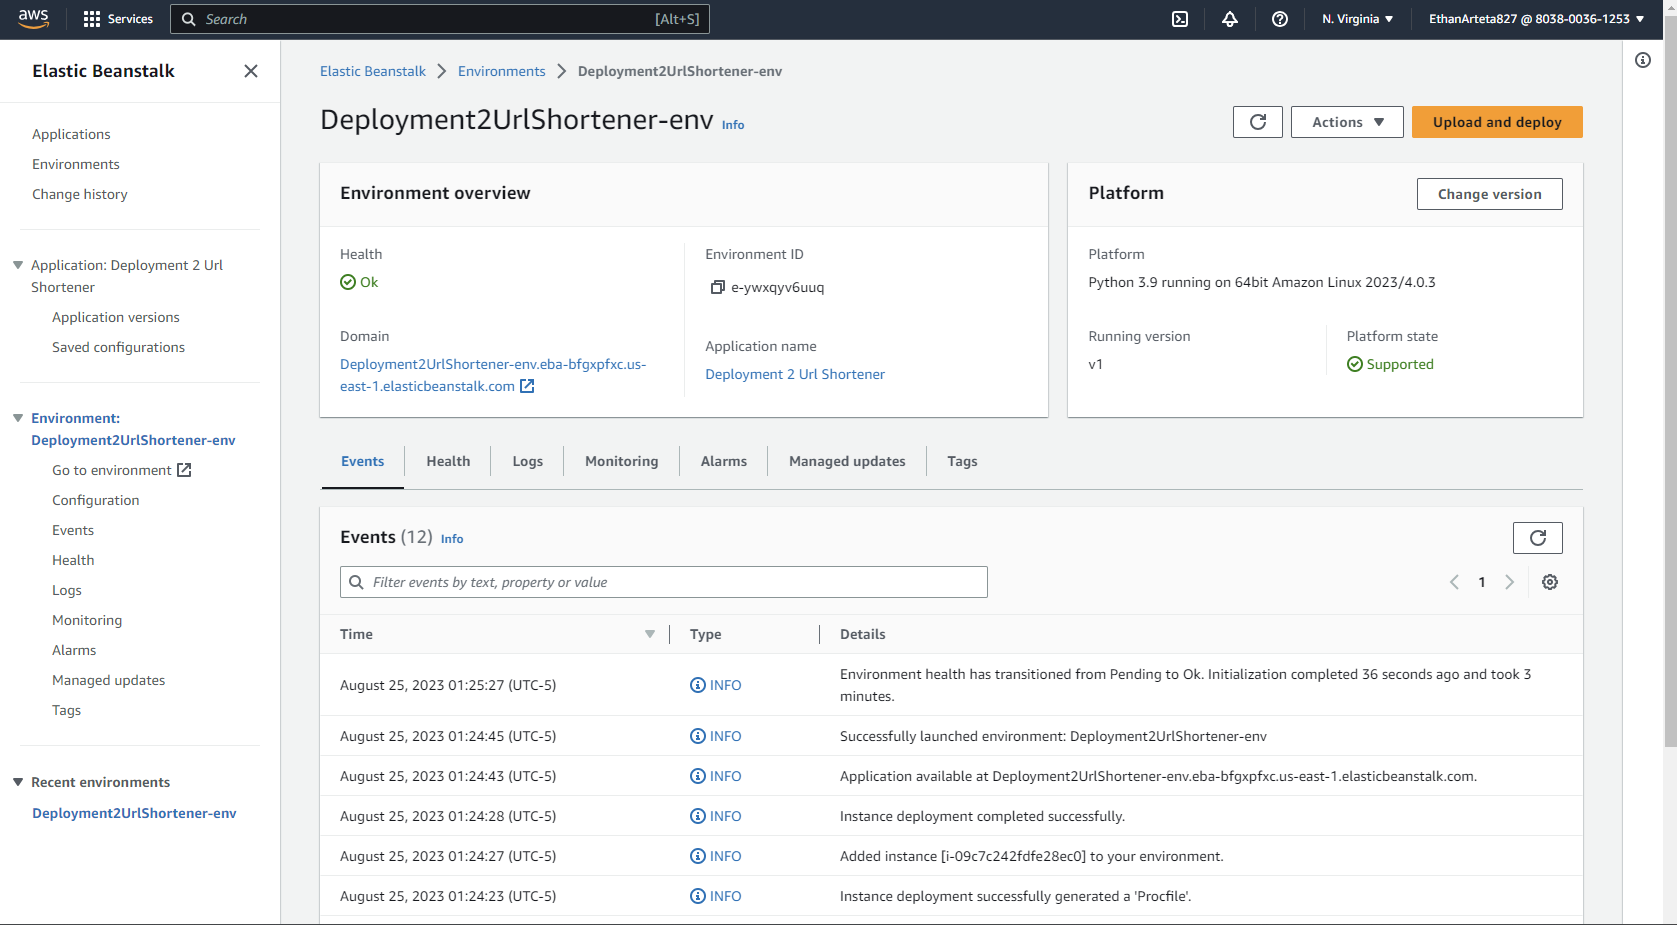 aws
Services
Search
[Alt+S]
N. Virginia
EthanArteta827 @ 8038-0036-1253
Elastic Beanstalk
Applications
Environments
Change history
Application: Deployment 2 Url
Shortener
Application versions
Saved configurations
Environment:
Deployment2UrlShortener-env
Go to environment
Configuration
Events
Health
Logs
Monitoring
Alarms
Managed updates
Tags
Recent environments
Deployment2UrlShortener-env
Elastic Beanstalk
Environments
Deployment2UrlShortener-env
Deployment2UrlShortener-env Info
Actions
Upload and deploy
Environment overview
Health
Ok
Domain
Deployment2UrlShortener-env.eba-bfgxpfxc.us-
east-1.elasticbeanstalk.com
Environment ID
e-ywxqyv6uuq
Application name
Deployment 2 Url Shortener
Platform
Change version
Platform
Python 3.9 running on 64bit Amazon Linux 2023/4.0.3
Running version
v1
Platform state
Supported
Events
Health
Logs
Monitoring
Alarms
Managed updates
Tags
Events (12) Info
Filter events by text, property or value
1
Time
Type
Details
August 25, 2023 01:25:27 (UTC-5)
INFO
Environment health has transitioned from Pending to Ok. Initialization completed 36 seconds ago and took 3
minutes.
August 25, 2023 01:24:45 (UTC-5)
INFO
Successfully launched environment: Deployment2UrlShortener-env
August 25, 2023 01:24:43 (UTC-5)
INFO
Application available at Deployment2UrlShortener-env.eba-bfgxpfxc.us-east-1.elasticbeanstalk.com.
August 25, 2023 01:24:28 (UTC-5)
INFO
Instance deployment completed successfully.
August 25, 2023 01:24:27 (UTC-5)
INFO
Added instance [i-09c7c242fdfe28ec0] to your environment.
August 25, 2023 01:24:23 (UTC-5)
INFO
Instance deployment successfully generated a 'Procfile'.